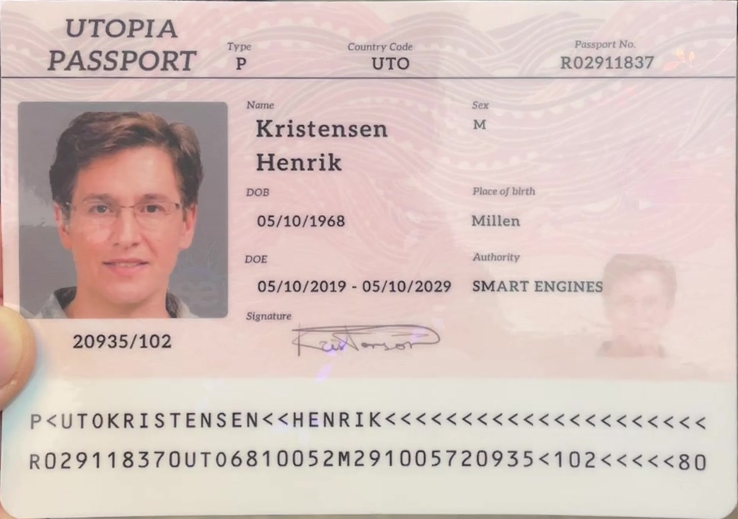 UTOPIA
PASSPORT
Type
P
Country Code
UTO
Passport No.
R02911837
Name
Kristensen
Henrik
Sex
M
DOB
05/10/1968
Place of birth
Millen
DOE
05/10/2019 - 05/10/2029
Authority
SMART ENGINES
Signature
Kristensen
20935/102
P<UTOKRISTENSEN<<HENRIK<<<<<<<<<<<<<<<<<<<<<
R029118370UTO6810052M291005720935<102<<<<<80